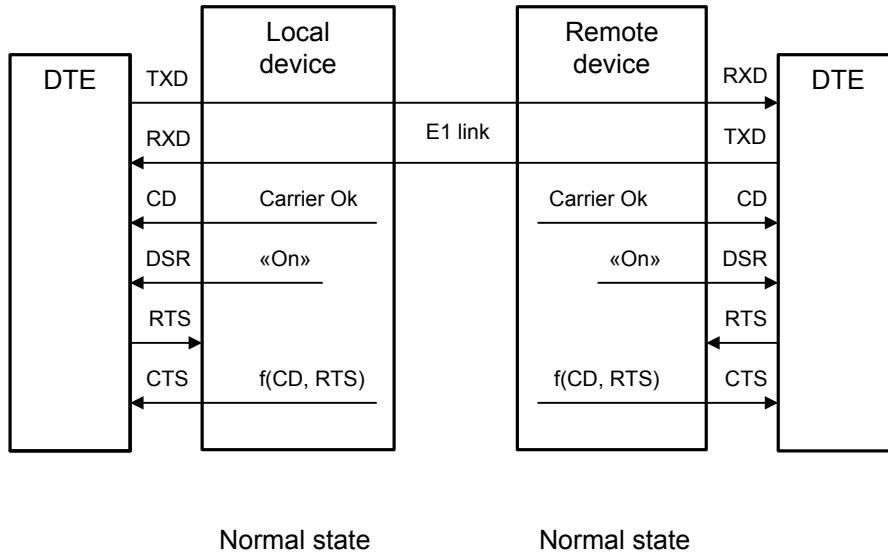 Local
device
Remote
device
DTE
TXD
RXD
DTE
RXD
E1 link
TXD
CD
Carrier Ok
Carrier Ok
CD
DSR
«On»
«On»
DSR
RTS
RTS
CTS
f(CD, RTS)
f(CD, RTS)
CTS
Normal state
Normal state